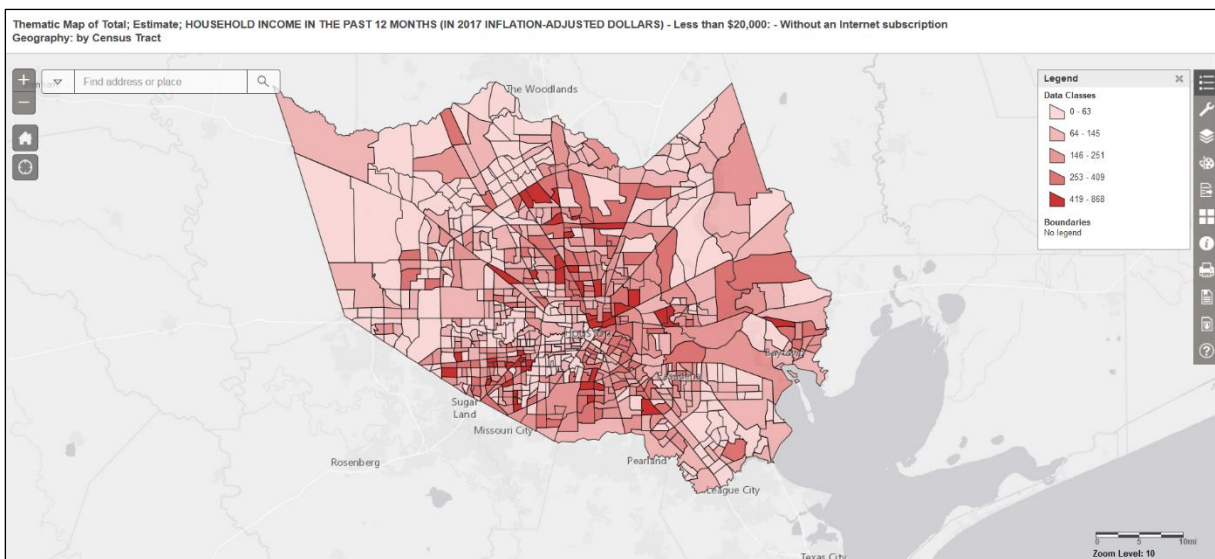 Thematic Map of Total; Estimate; HOUSEHOLD INCOME IN THE PAST 12 MONTHS (IN 2017 INFLATION-ADJUSTED DOLLARS) - Less than $20,000: - Without an Internet subscription
Geography: by Census Tract
Find address or place
The Woodlands
Legend
Data Classes
0 - 63
64 - 145
146 - 251
253 - 409
419 - 868
Boundaries
No legend
Houston
Baytown
Pasadena
Sugar
Land
Missouri City
Rosenberg
Pearland
League City
Texas City
0 5 10mi
Zoom Level: 10